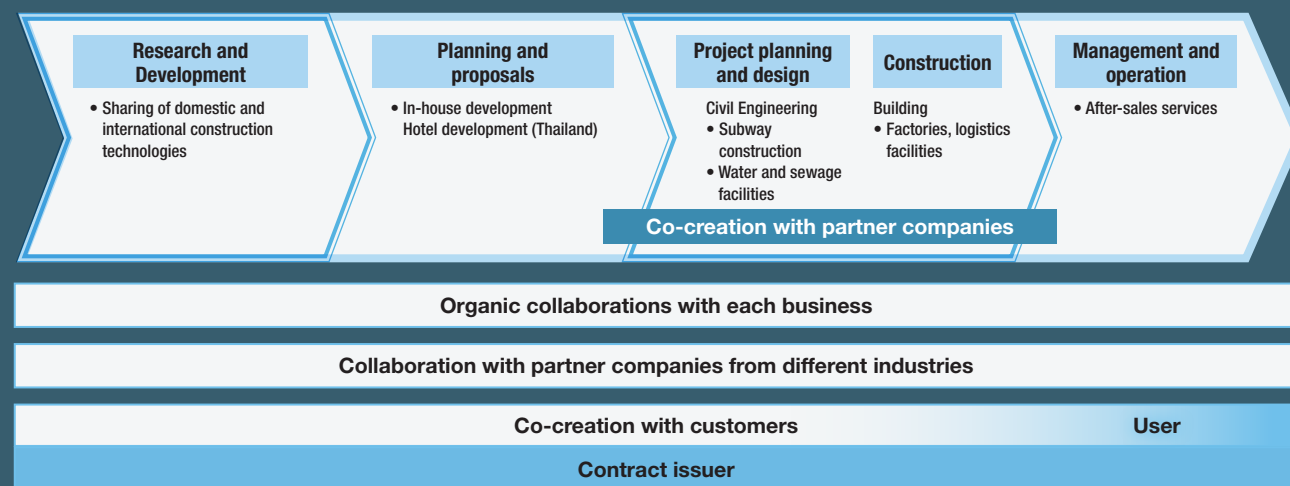 Research and
Development
• Sharing of domestic and
international construction
technologies
Planning and
proposals
• In-house development
Hotel development (Thailand)
Project planning
and design
Civil Engineering
• Subway
construction
• Water and sewage
facilities
Construction
Building
• Factories, logistics
facilities
Management and
operation
• After-sales services
Co-creation with partner companies
Organic collaborations with each business
Collaboration with partner companies from different industries
Co-creation with customers
User
Contract issuer